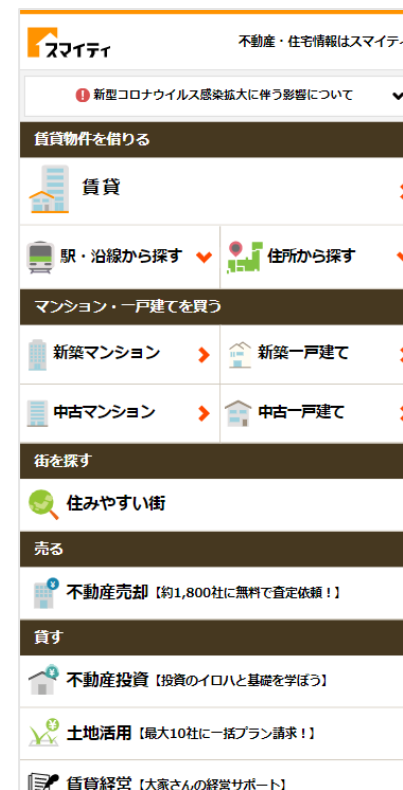 スマイティ
不動産・住宅情報はスマイティ
新型コロナウイルス感染拡大に伴う影響について
賃貸物件を借りる
賃貸
駅・沿線から探す
住所から探す
マンション・一戸建てを買う
新築マンション
新築一戸建て
中古マンション
中古一戸建て
街を探す
住みやすい街
売る
不動産売却【約1,800社に無料で査定依頼！】
貸す
不動産投資【投資のイロハと基礎を学ぼう】
土地活用【最大10社に一括プラン請求！】
賃貸経営【大家さんの経営サポート】